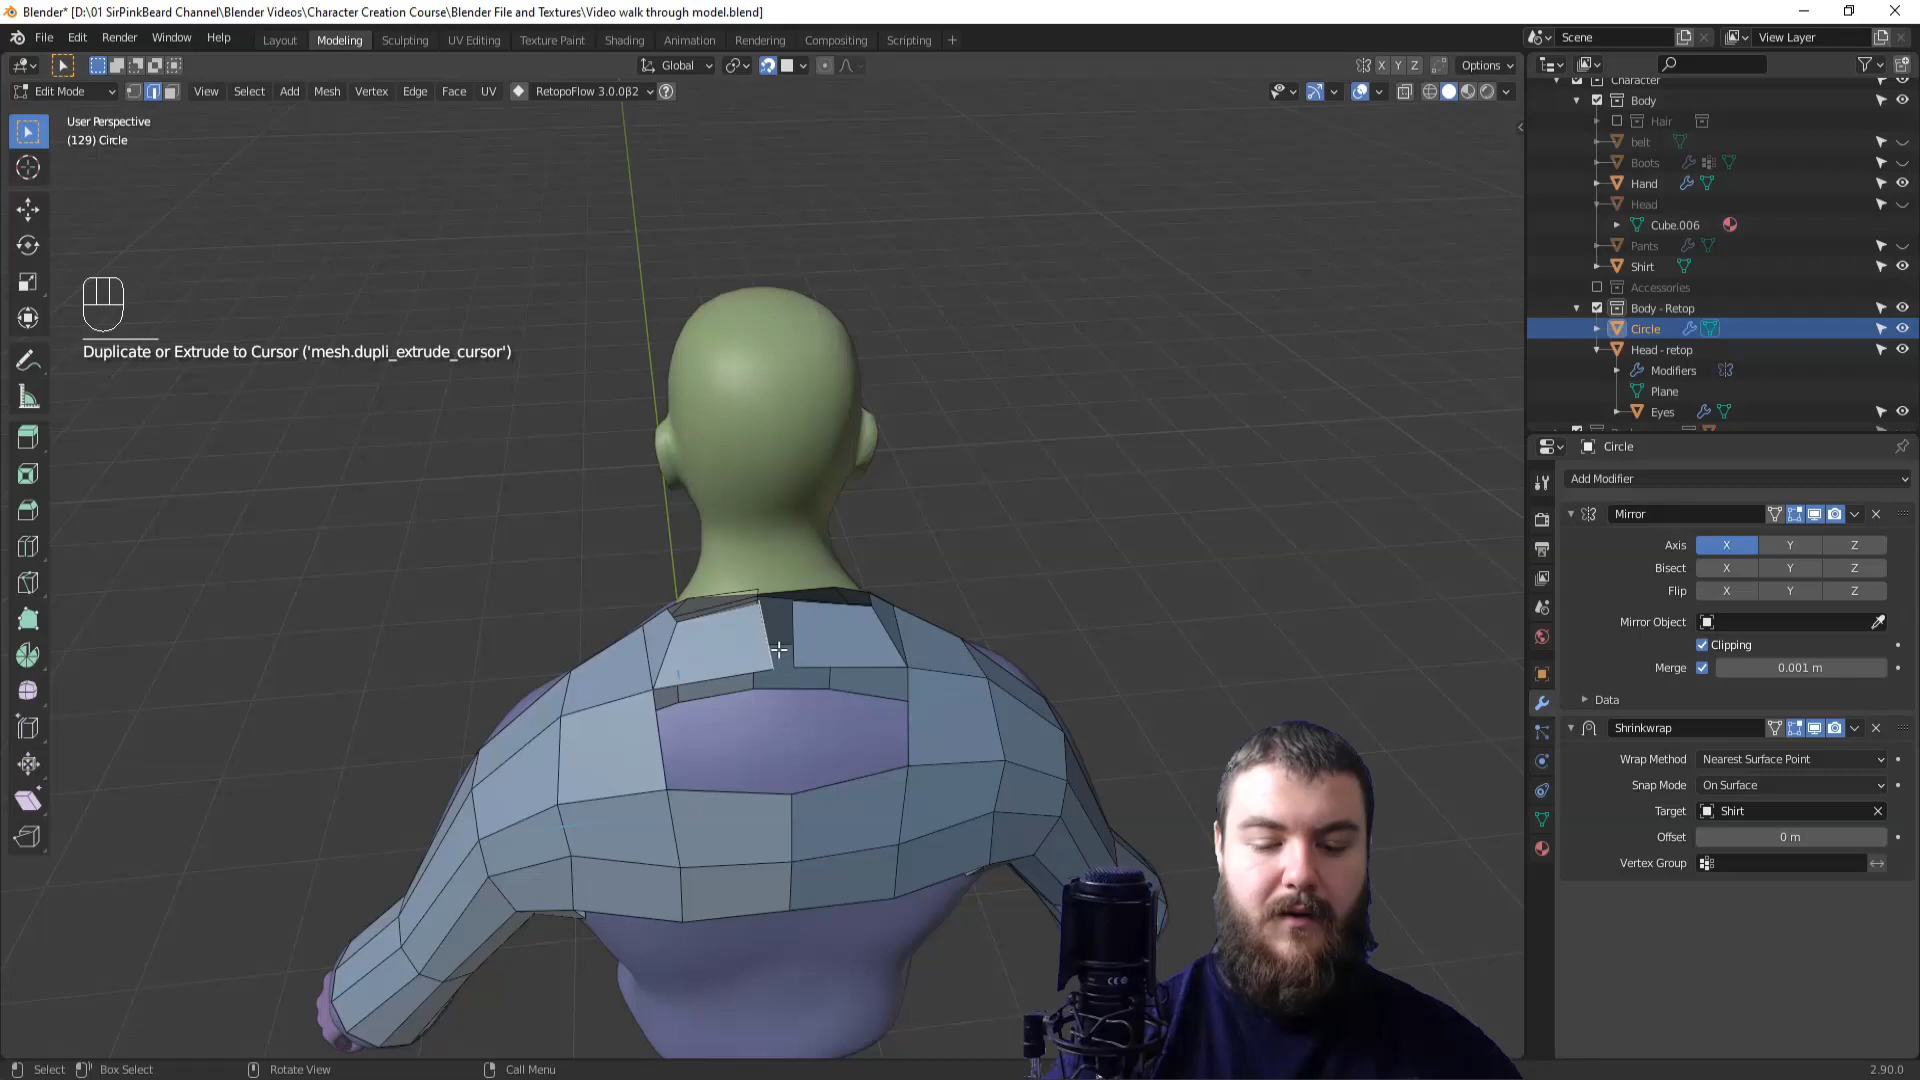 Blender* [D:\01 SirPinkBeard Channel\Blender Videos\Character Creation Course\Blender File and Textures\Video walk through model.blend]
File Edit Render Window Help Layout Modeling Sculpting UV Editing Texture Paint Shading Animation Rendering Compositing Scripting + Scene View Layer
Global X Y Z Options
Edit Mode View Select Add Mesh Vertex Edge Face UV RetopoFlow 3.0.0β2
User Perspective
(129) Circle
Duplicate or Extrude to Cursor ('mesh.dupli_extrude_cursor')
Character
Body
Hair
belt
Boots
Hand
Head
Cube.006
Pants
Shirt
Accessories
Body - Retop
Circle
Head - retop
Modifiers
Plane
Eyes
Circle
Add Modifier
Mirror
Axis X Y Z
Bisect X Y Z
Flip X Y Z
Mirror Object
Clipping
Merge 0.001 m
Data
Shrinkwrap
Wrap Method Nearest Surface Point
Snap Mode On Surface
Target Shirt
Offset 0 m
Vertex Group
Select Box Select Rotate View Call Menu 2.90.0